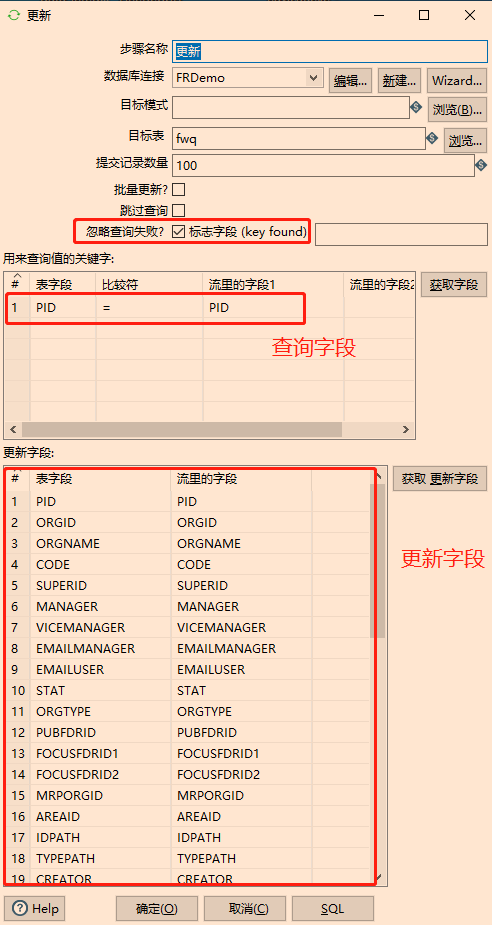 更新
步骤名称 更新
数据库连接 FRDemo 编辑... 新建... Wizard...
目标模式 浏览(B)...
目标表 fwq 浏览...
提交记录数量 100
批量更新?
跳过查询
忽略查询失败? 标志字段 (key found)
用来查询值的关键字:
# 表字段 比较符 流里的字段1 流里的字段2 获取字段
1 PID = PID
查询字段
更新字段:
# 表字段 流里的字段 获取 更新字段
1 PID PID
2 ORGID ORGID
3 ORGNAME ORGNAME
4 CODE CODE
更新字段
5 SUPERID SUPERID
6 MANAGER MANAGER
7 VICEMANAGER VICEMANAGER
8 EMAILMANAGER EMAILMANAGER
9 EMAILUSER EMAILUSER
10 STAT STAT
11 ORGTYPE ORGTYPE
12 PUBFDRID PUBFDRID
13 FOCUSFDRID1 FOCUSFDRID1
14 FOCUSFDRID2 FOCUSFDRID2
15 MRPORGID MRPORGID
16 AREAID AREAID
17 IDPATH IDPATH
18 TYPEPATH TYPEPATH
19 CREATOR CREATOR
Help 确定(O) 取消(C) SQL